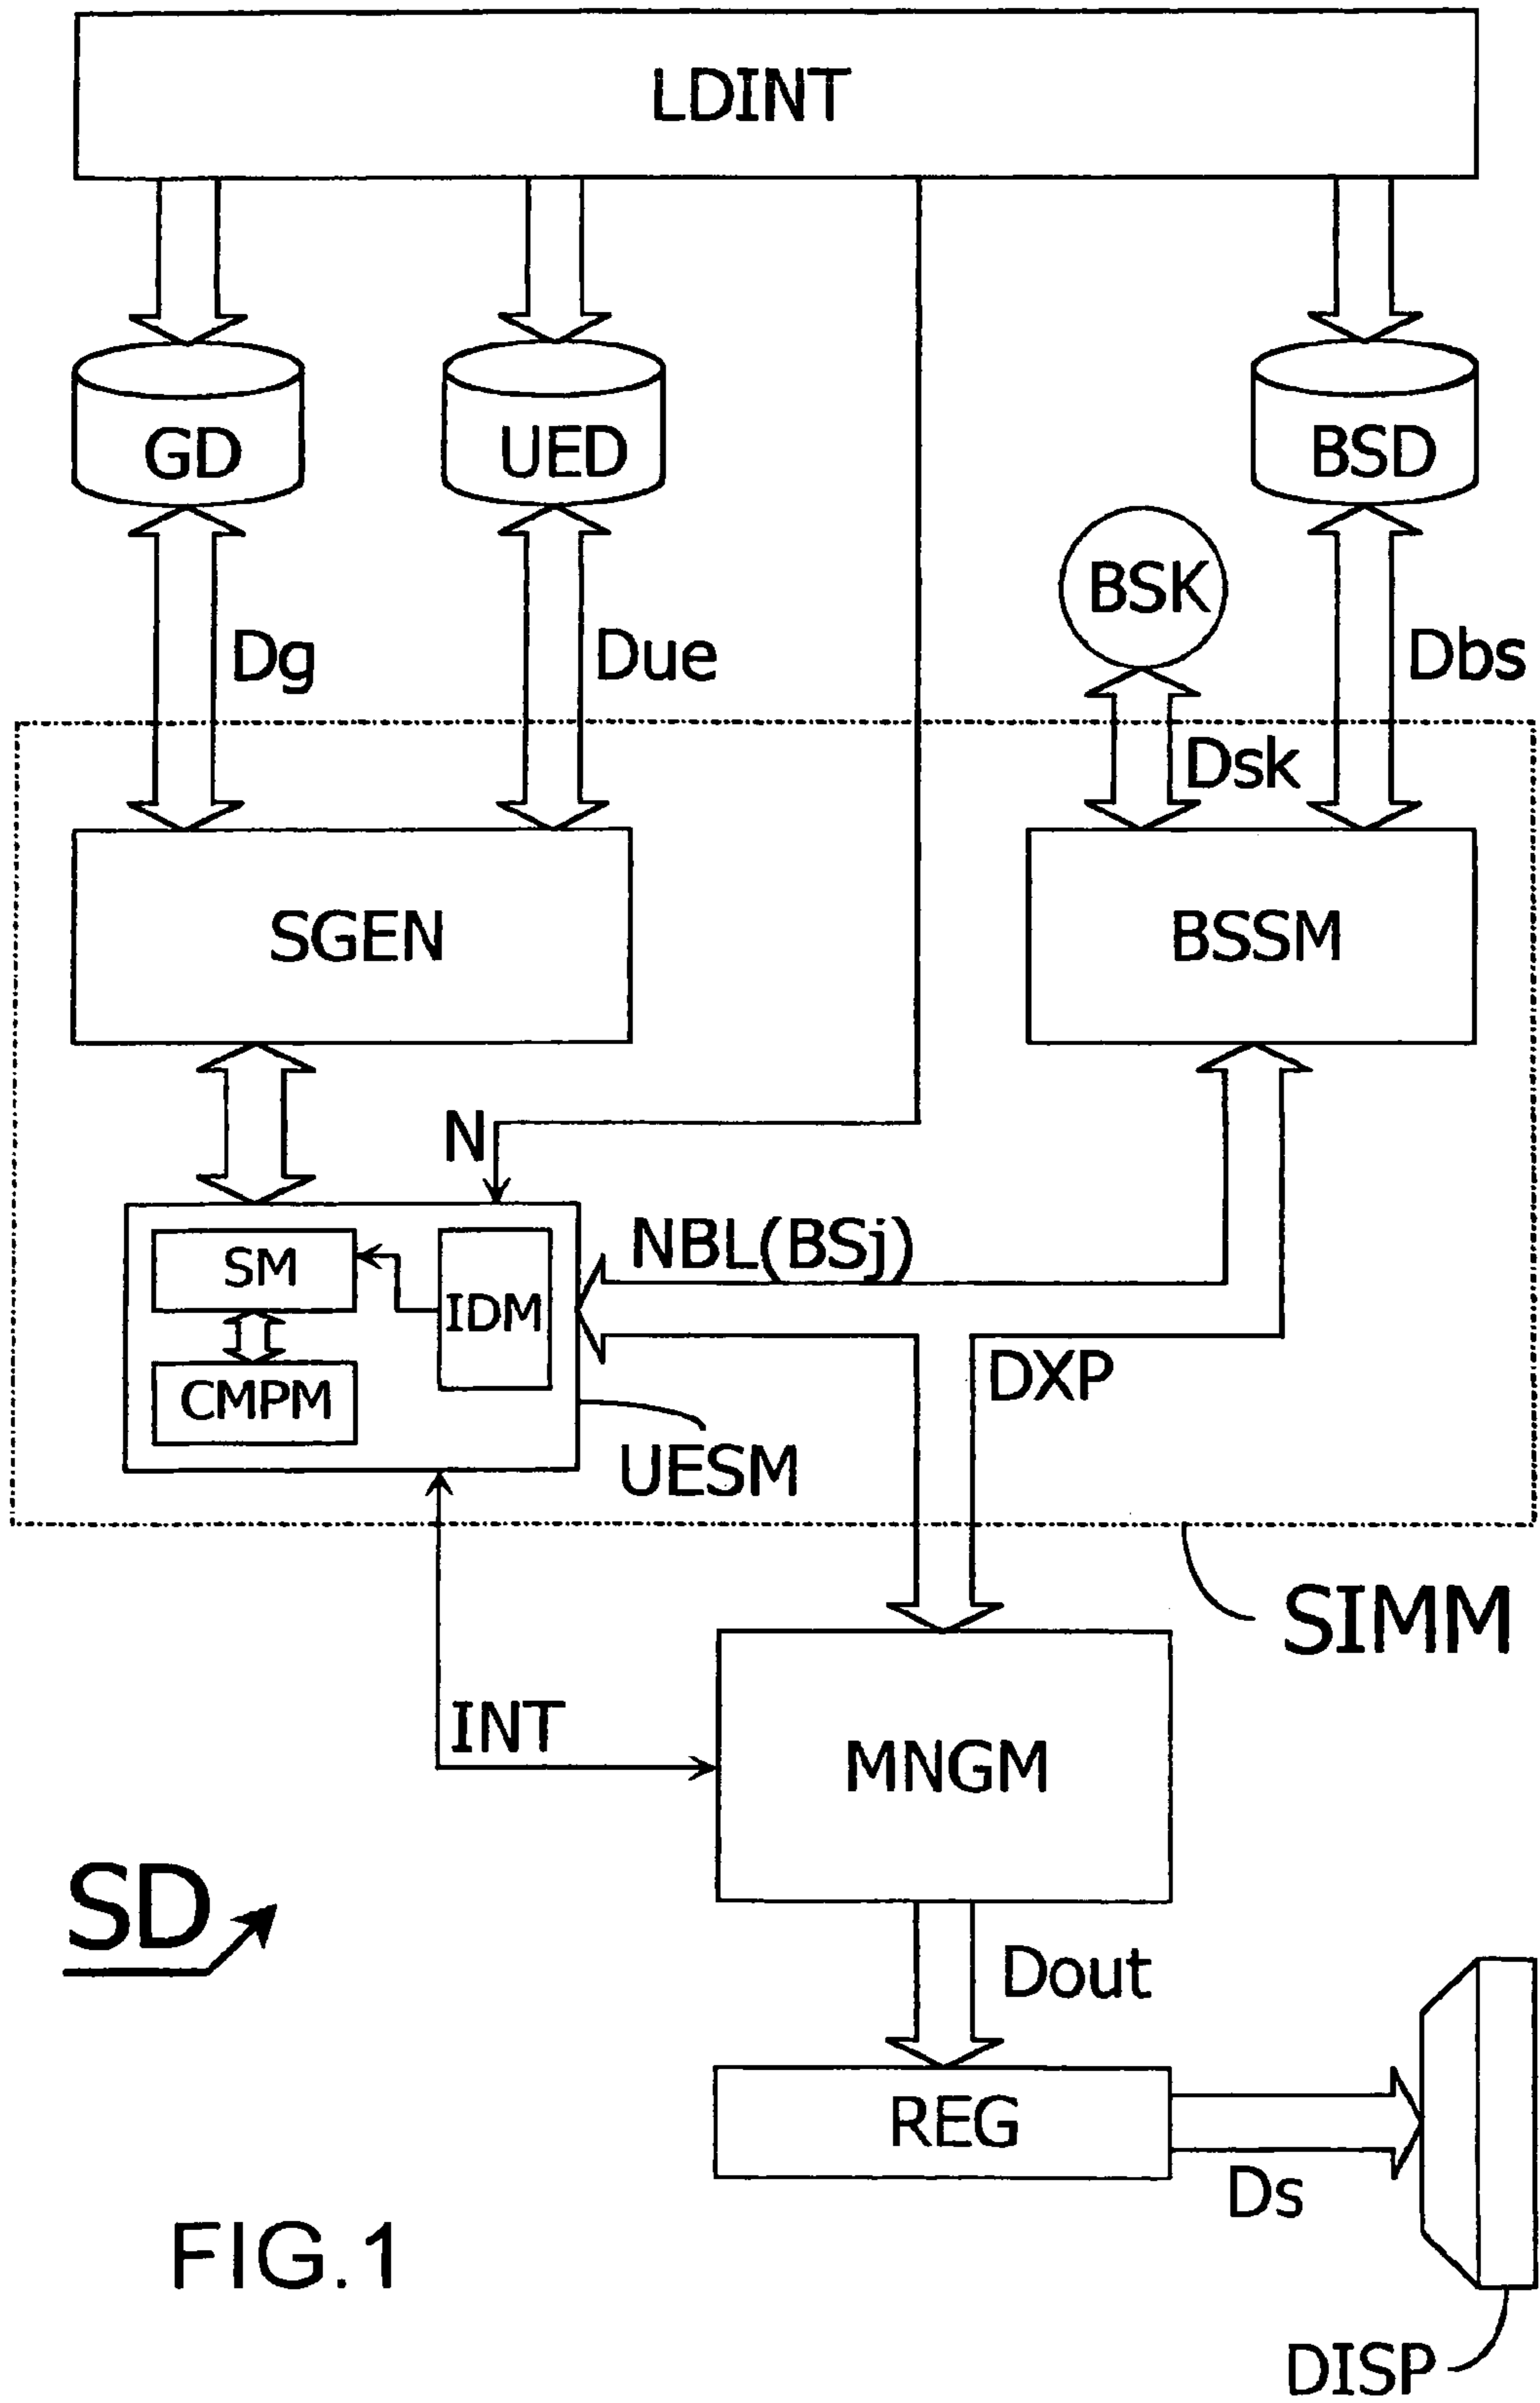 LDINT
GD
UED
BSD
BSK
Dg
Due
Dbs
Dsk
SGEN
BSSM
N
NBL(BSj)
SM
IDM
CMPM
DXP
UESM
SIMM
INT
MNGM
SD
Dout
REG
Ds
FIG.1
DISP